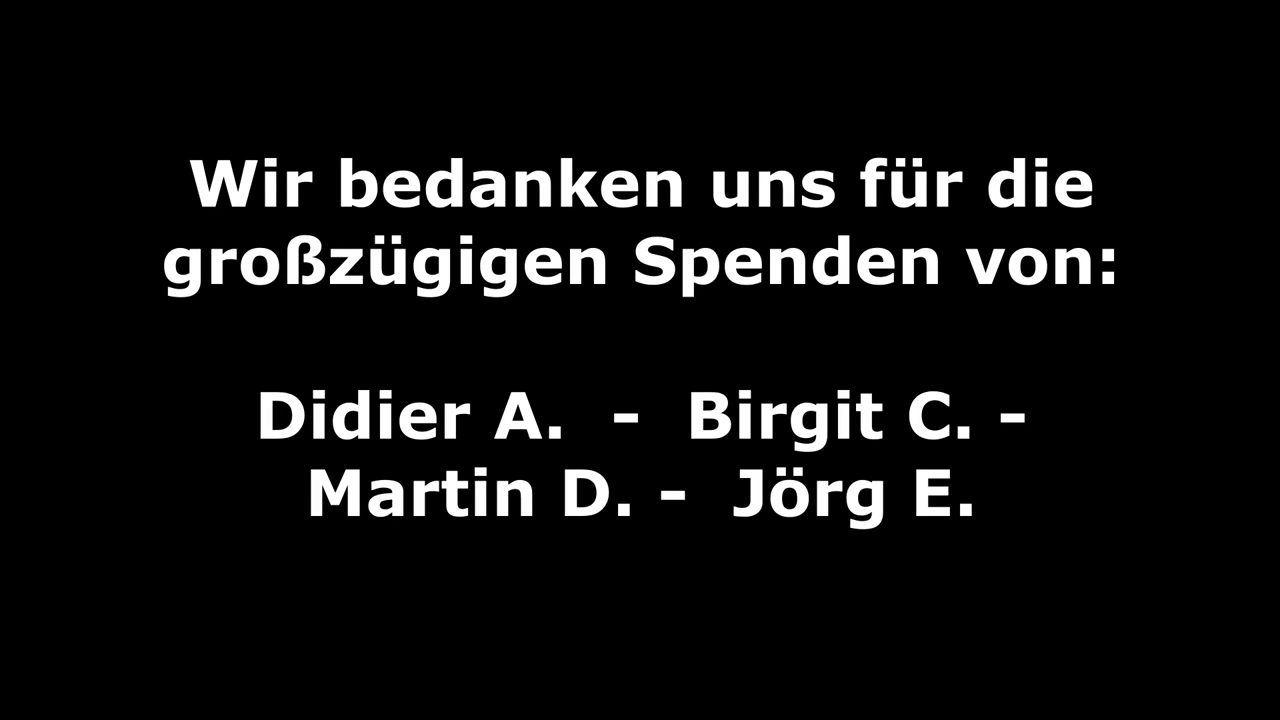 Wir bedanken uns für die
großzügigen Spenden von:
Didier A.  -  Birgit C. -
Martin D. -  Jörg E.